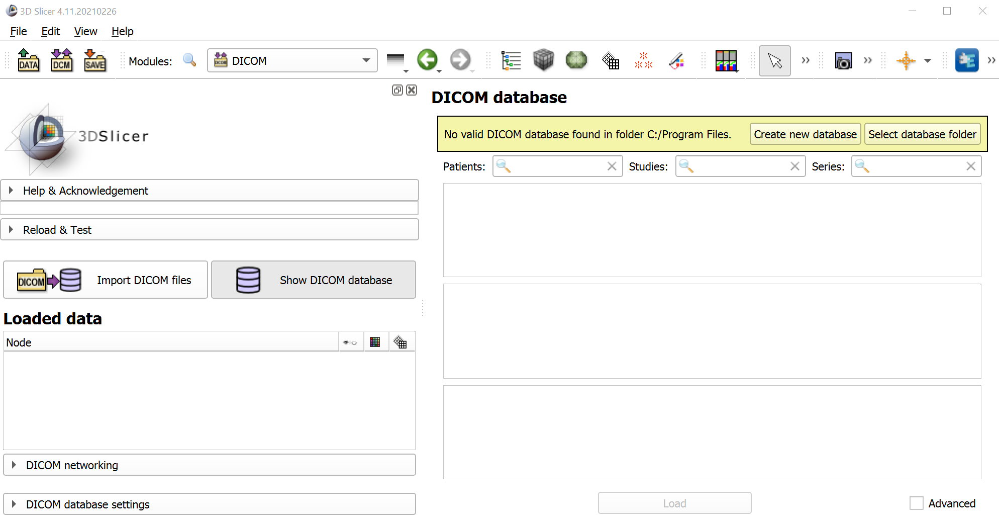 3D Slicer 4.11.20210226
File Edit View Help
DATA DCM SAVE Modules: DICOM
DICOM database
No valid DICOM database found in folder C:/Program Files. Create new database Select database folder
3DSlicer
Patients: Studies: Series:
Help & Acknowledgement
Reload & Test
DICOM Import DICOM files Show DICOM database
Loaded data
Node
DICOM networking
DICOM database settings
Load Advanced